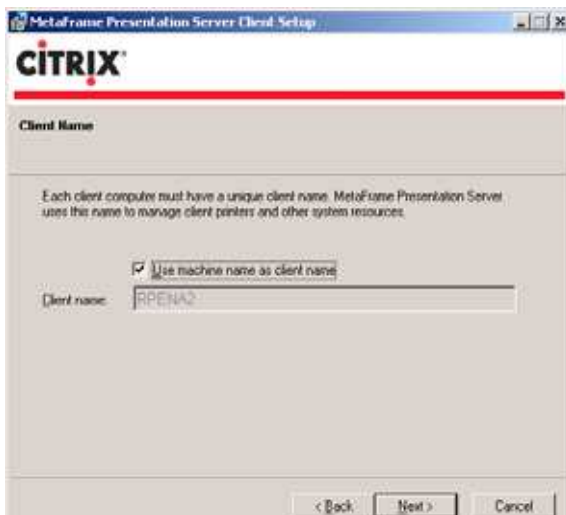 MetaFrame Presentation Server Client Setup
CITRIX
Client Name
Each client computer must have a unique client name. MetaFrame Presentation Server
uses this name to manage client printers and other system resources.
Use machine name as client name
Client name:
RPENA2
< Back
Next >
Cancel